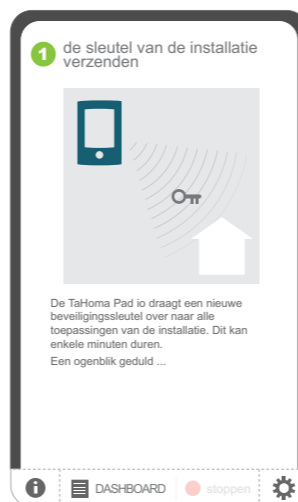 1 de sleutel van de installatie
verzenden
De TaHoma Pad io draagt een nieuwe
beveiligingssleutel over naar alle
toepassingen van de installatie. Dit kan
enkele minuten duren.
Een ogenblik geduld ...
i DASHBOARD stoppen